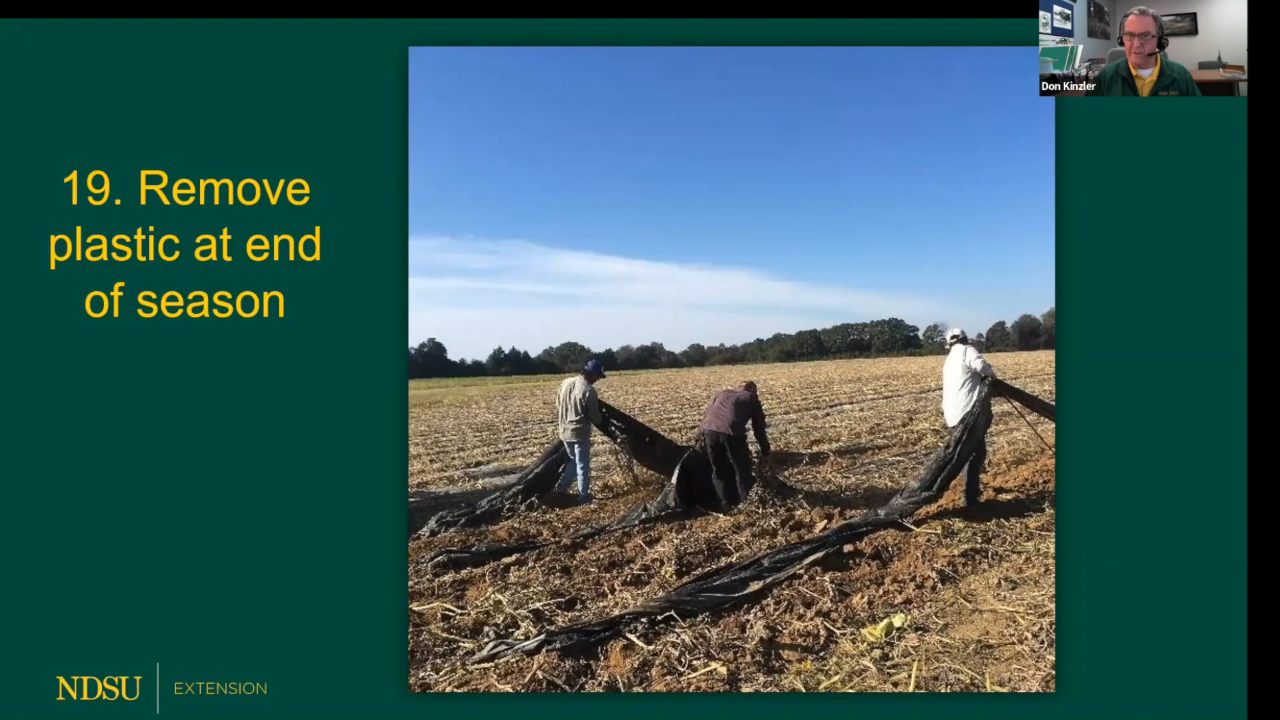 19. Remove
plastic at end
of season
Don Kinzler
NDSU
EXTENSION